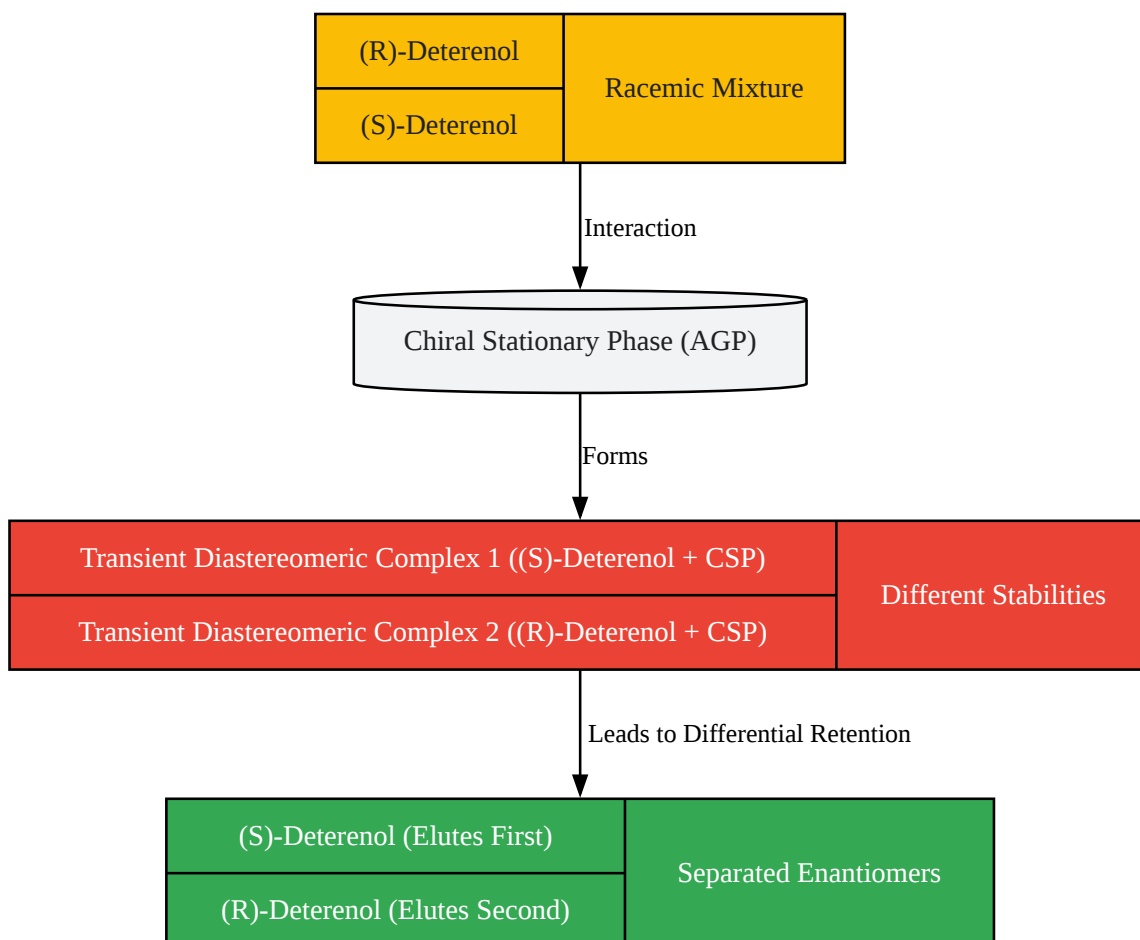 (R)-Deterenol
(S)-Deterenol
Racemic Mixture
Interaction
Chiral Stationary Phase (AGP)
Forms
Transient Diastereomeric Complex 1 ((S)-Deterenol + CSP)
Transient Diastereomeric Complex 2 ((R)-Deterenol + CSP)
Different Stabilities
Leads to Differential Retention
(S)-Deterenol (Elutes First)
(R)-Deterenol (Elutes Second)
Separated Enantiomers